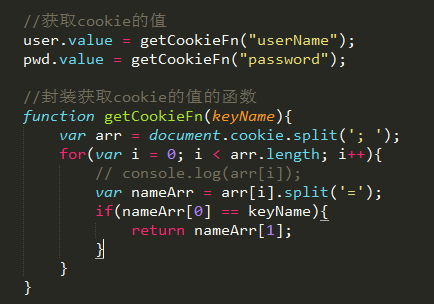 //获取cookie的值
user.value = getCookieFn("userName");
pwd.value = getCookieFn("password");
//封装获取cookie的值的函数
function getCookieFn(keyName){
var arr = document.cookie.split('; ');
for(var i = 0; i < arr.length; i++){
// console.log(arr[i]);
var nameArr = arr[i].split('=');
if(nameArr[0] == keyName){
return nameArr[1];
}
}
}